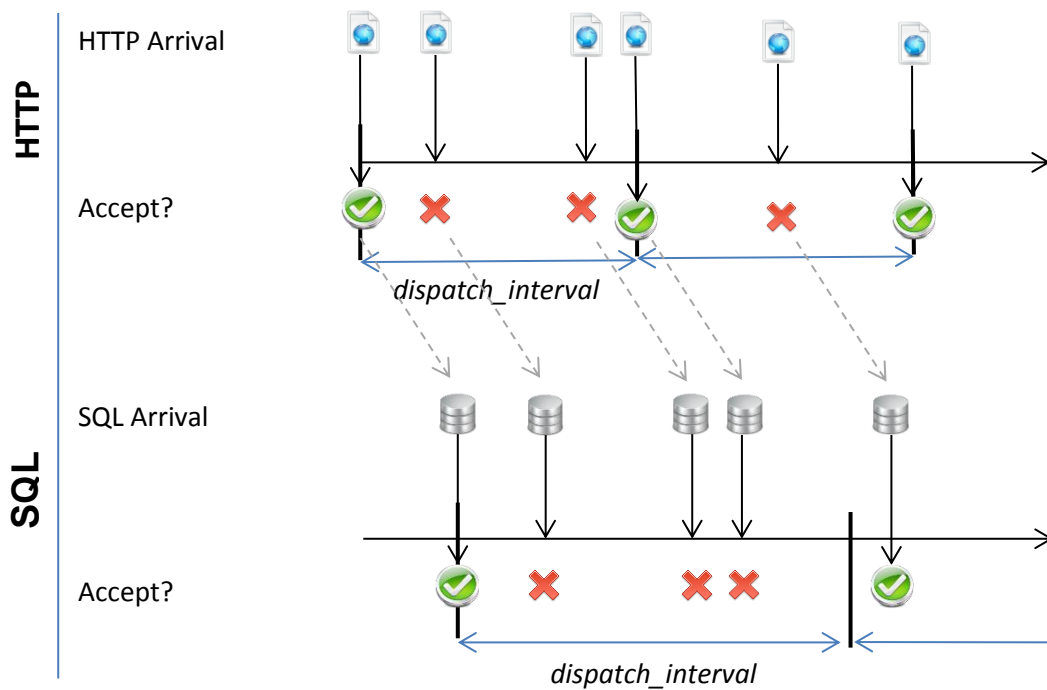 HTTP
HTTP Arrival
Accept?
dispatch_interval
SQL
SQL Arrival
Accept?
dispatch_interval